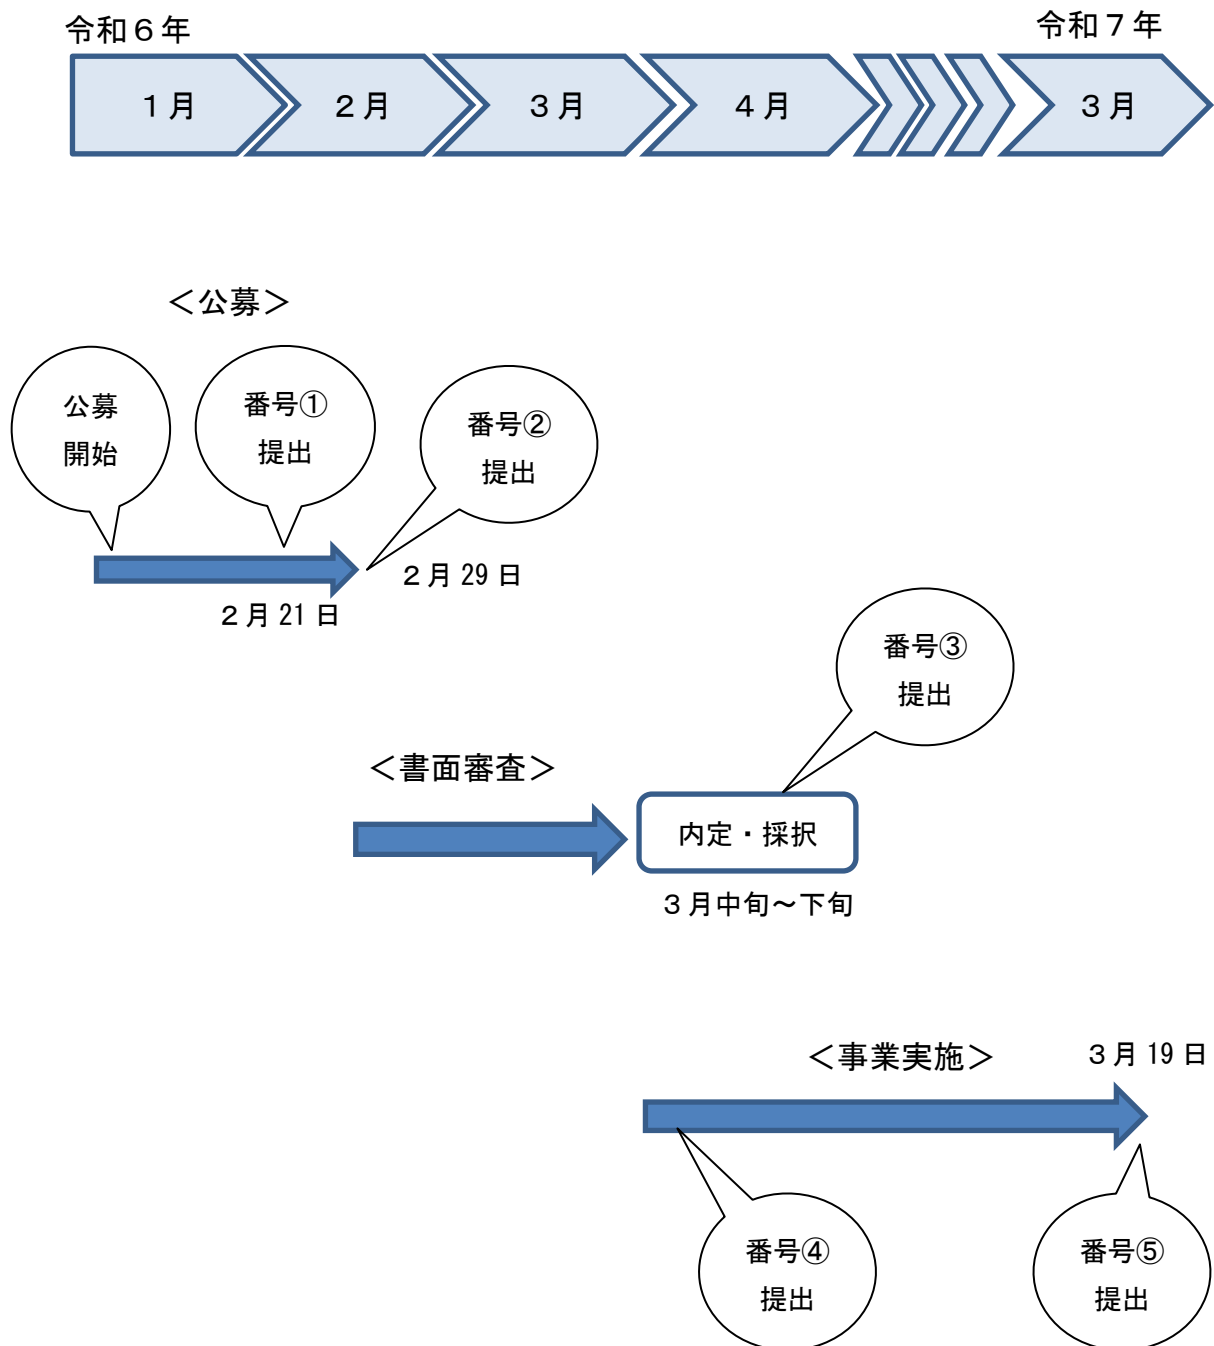 令和６年
令和７年
１月
２月
３月
４月
３月
＜公募＞
公募
開始
番号①
提出
番号②
提出
２月 29 日
２月 21 日
番号③
提出
＜書面審査＞
内定・採択
３月中旬～下旬
＜事業実施＞
３月 19 日
番号④
提出
番号⑤
提出